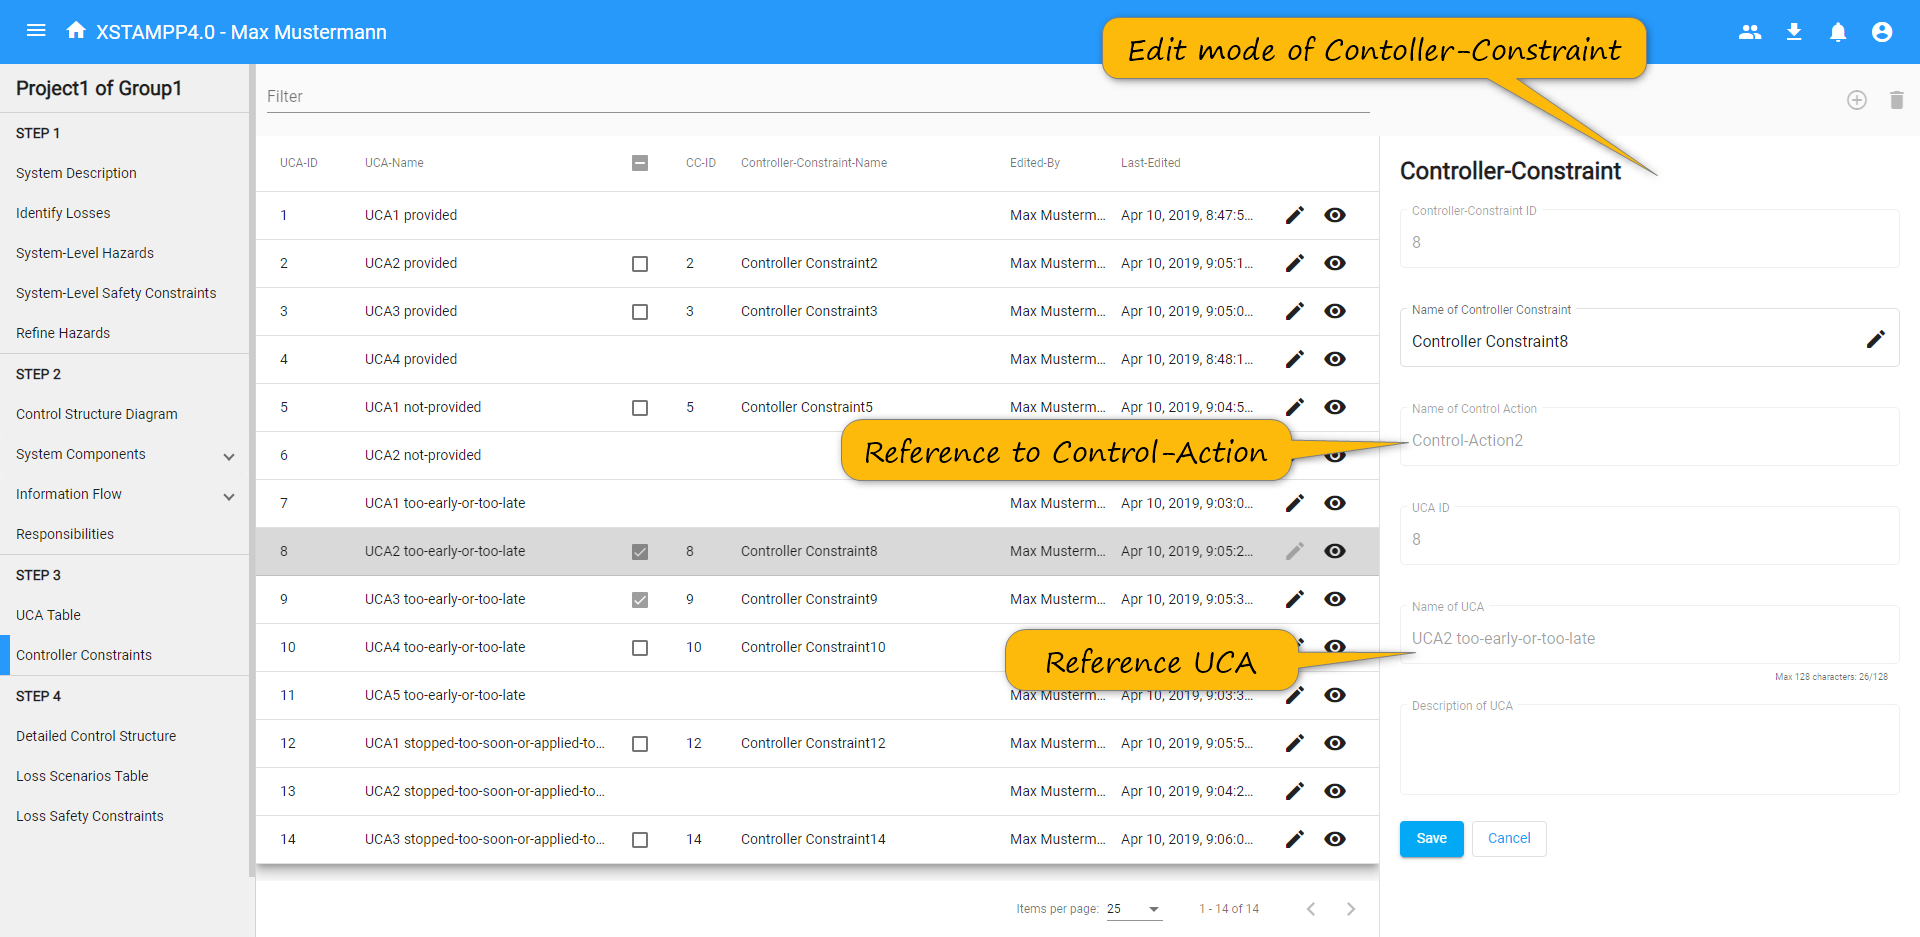 XSTAMPP4.0 - Max Mustermann
Edit mode of Contoller-Constraint
Project1 of Group1
STEP 1
System Description
Identify Losses
System-Level Hazards
System-Level Safety Constraints
Refine Hazards
STEP 2
Control Structure Diagram
System Components
Information Flow
Responsibilities
STEP 3
UCA Table
Controller Constraints
STEP 4
Detailed Control Structure
Loss Scenarios Table
Loss Safety Constraints
Filter
UCA-ID UCA-Name CC-ID Controller-Constraint-Name Edited-By Last-Edited
1 UCA1 provided Max Musterm... Apr 10, 2019, 8:47:5...
2 UCA2 provided 2 Controller Constraint2 Max Musterm... Apr 10, 2019, 9:05:1...
3 UCA3 provided 3 Controller Constraint3 Max Musterm... Apr 10, 2019, 9:05:0...
4 UCA4 provided Max Musterm... Apr 10, 2019, 8:48:1...
5 UCA1 not-provided 5 Contoller Constraint5 Max Musterm... Apr 10, 2019, 9:04:5...
6 UCA2 not-provided
Reference to Control-Action
7 UCA1 too-early-or-too-late Max Musterm... Apr 10, 2019, 9:03:0...
8 UCA2 too-early-or-too-late 8 Controller Constraint8 Max Musterm... Apr 10, 2019, 9:05:2...
9 UCA3 too-early-or-too-late 9 Controller Constraint9 Max Musterm... Apr 10, 2019, 9:05:3...
10 UCA4 too-early-or-too-late 10 Controller Constraint10
Reference UCA
11 UCA5 too-early-or-too-late Max Musterm... Apr 10, 2019, 9:03:3...
12 UCA1 stopped-too-soon-or-applied-to... 12 Controller Constraint12 Max Musterm... Apr 10, 2019, 9:05:5...
13 UCA2 stopped-too-soon-or-applied-to... Max Musterm... Apr 10, 2019, 9:04:2...
14 UCA3 stopped-too-soon-or-applied-to... 14 Controller Constraint14 Max Musterm... Apr 10, 2019, 9:06:0...
Items per page: 25 1 - 14 of 14
Controller-Constraint
Controller-Constraint ID
8
Name of Controller Constraint
Controller Constraint8
Name of Control Action
Control-Action2
UCA ID
8
Name of UCA
UCA2 too-early-or-too-late
Max 128 characters: 26/128
Description of UCA
Save Cancel